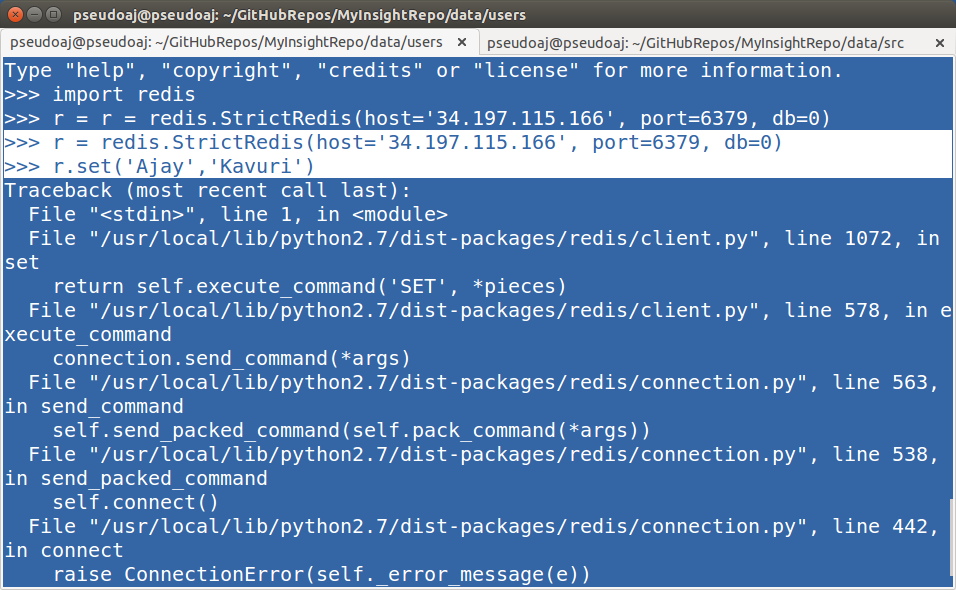 pseudoaj@pseudoaj: ~/GitHubRepos/MyInsightRepo/data/users
pseudoaj@pseudoaj: ~/GitHubRepos/MyInsightRepo/data/users × pseudoaj@pseudoaj: ~/GitHubRepos/MyInsightRepo/data/src ×
Type "help", "copyright", "credits" or "license" for more information.
>>> import redis
>>> r = r = redis.StrictRedis(host='34.197.115.166', port=6379, db=0)
>>> r = redis.StrictRedis(host='34.197.115.166', port=6379, db=0)
>>> r.set('Ajay','Kavuri')
Traceback (most recent call last):
  File "<stdin>", line 1, in <module>
  File "/usr/local/lib/python2.7/dist-packages/redis/client.py", line 1072, in
set
    return self.execute_command('SET', *pieces)
  File "/usr/local/lib/python2.7/dist-packages/redis/client.py", line 578, in e
xecute_command
    connection.send_command(*args)
  File "/usr/local/lib/python2.7/dist-packages/redis/connection.py", line 563,
in send_command
    self.send_packed_command(self.pack_command(*args))
  File "/usr/local/lib/python2.7/dist-packages/redis/connection.py", line 538,
in send_packed_command
    self.connect()
  File "/usr/local/lib/python2.7/dist-packages/redis/connection.py", line 442,
in connect
    raise ConnectionError(self._error_message(e))